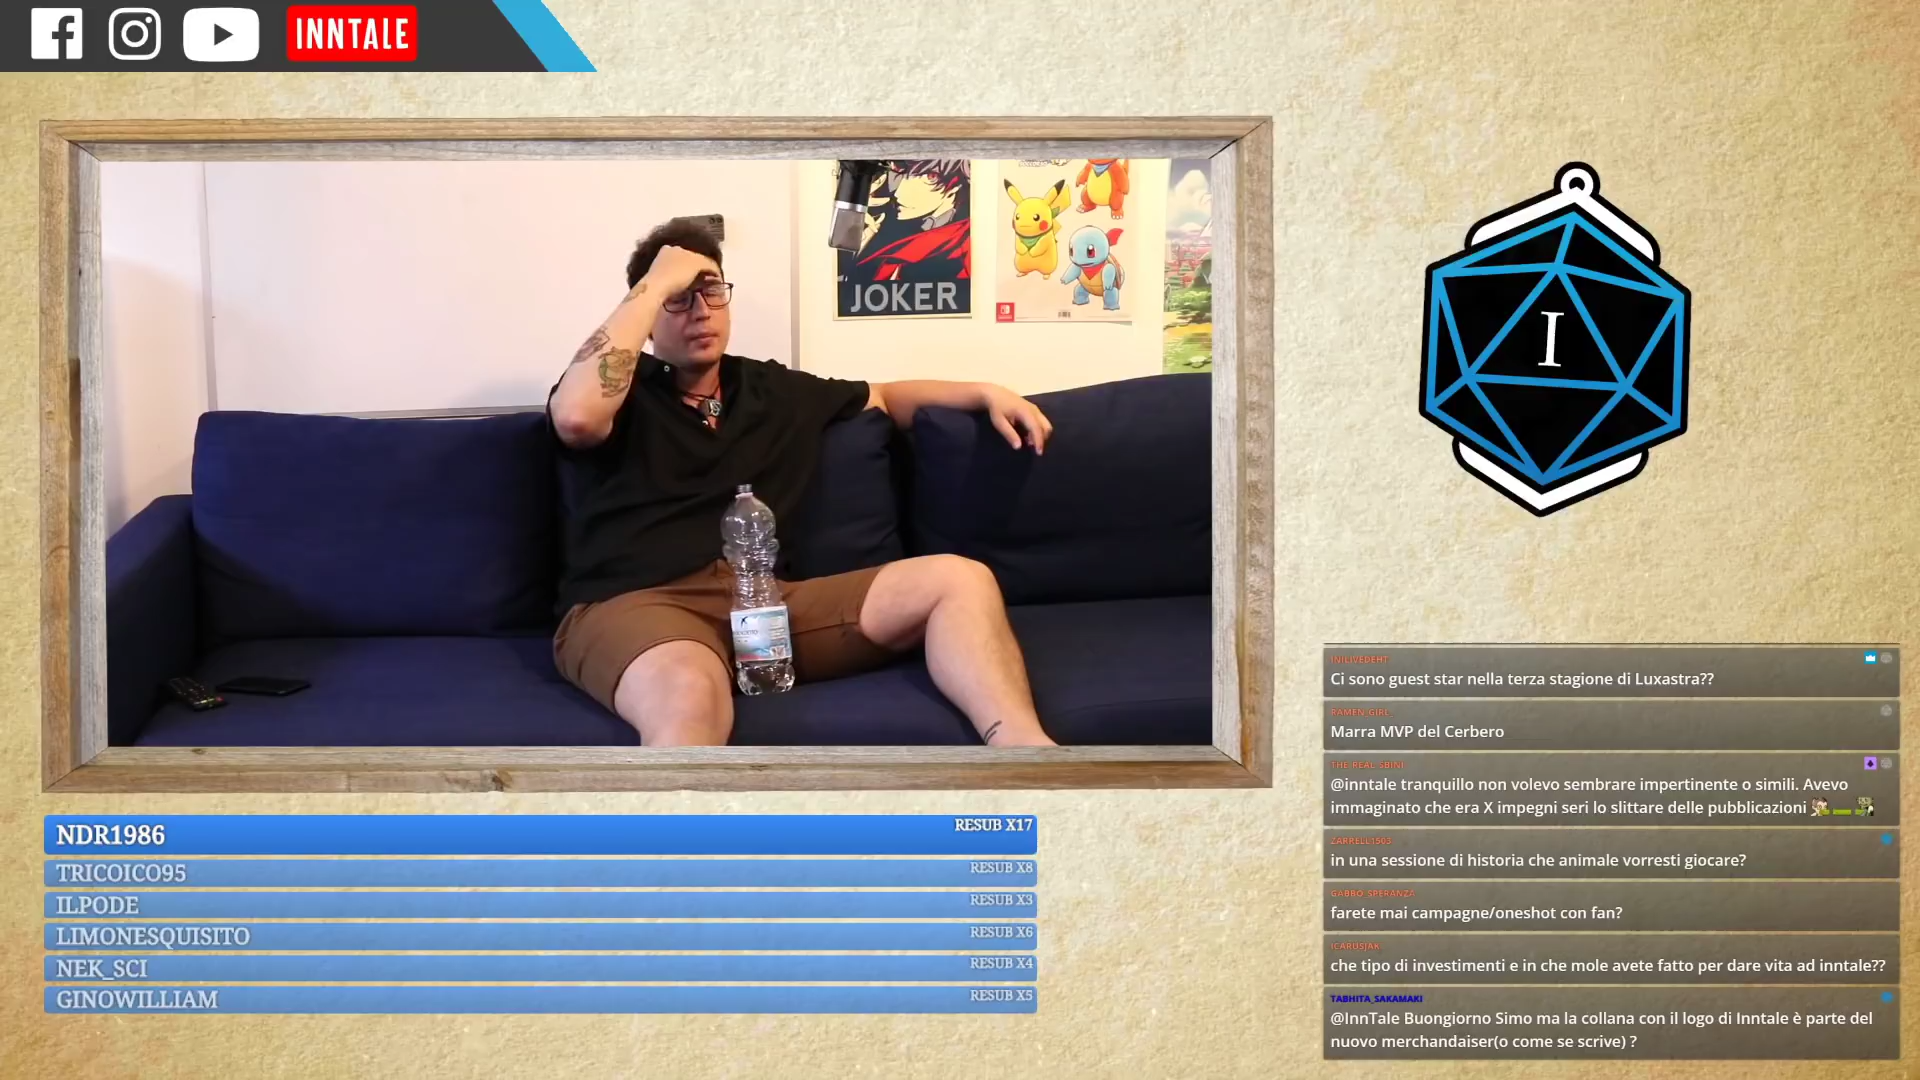 INNTALE
JOKER
I
INILIVEDEHT
Ci sono guest star nella terza stagione di Luxastra??
RAMEN_GIRL
Marra MVP del Cerbero
THE_REAL_SBINI
@inntale tranquillo non volevo sembrare impertinente o simili. Avevo
immaginato che era X impegni seri lo slittare delle pubblicazioni
ZARRELL1503
in una sessione di historia che animale vorresti giocare?
GABBO_SPERANZA
farete mai campagne/oneshot con fan?
ICARUSJAK
che tipo di investimenti e in che mole avete fatto per dare vita ad inntale??
TABHITA_SAKAMAKI
@InnTale Buongiorno Simo ma la collana con il logo di Inntale è parte del
nuovo merchandaiser(o come se scrive) ?
NDR1986 RESUB X17
TRICOICO95 RESUB X8
ILPODE RESUB X3
LIMONESQUISITO RESUB X6
NEK_SCI RESUB X4
GINOWILLIAM RESUB X5